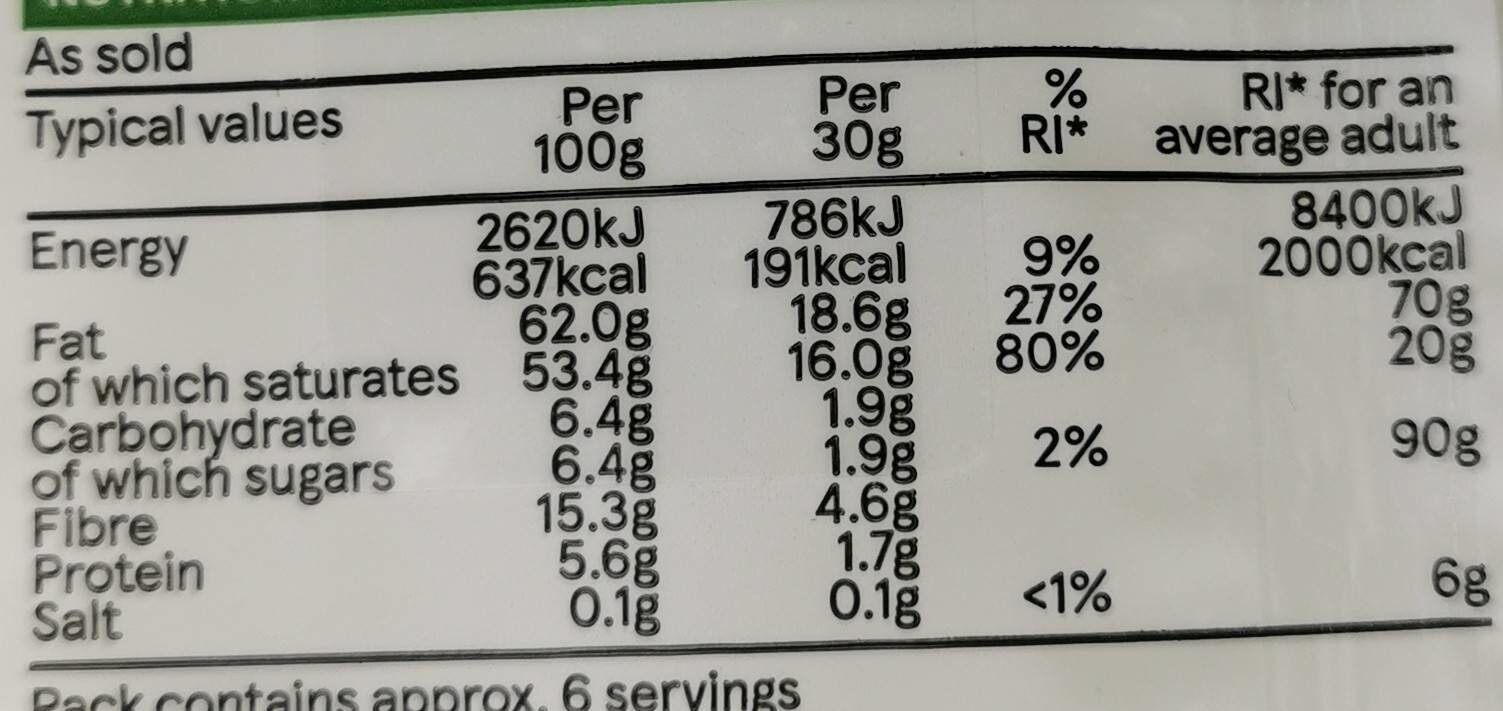 As sold
Typical values Per 100g Per 30g % RI* RI* for an average adult
Energy 2620kJ 786kJ 8400kJ
637kcal 191kcal 9% 2000kcal
Fat 62.0g 18.6g 27% 70g
of which saturates 53.4g 16.0g 80% 20g
Carbohydrate 6.4g 1.9g
of which sugars 6.4g 1.9g 2% 90g
Fibre 15.3g 4.6g
Protein 5.6g 1.7g
Salt 0.1g 0.1g <1% 6g
Pack contains approx. 6 servings